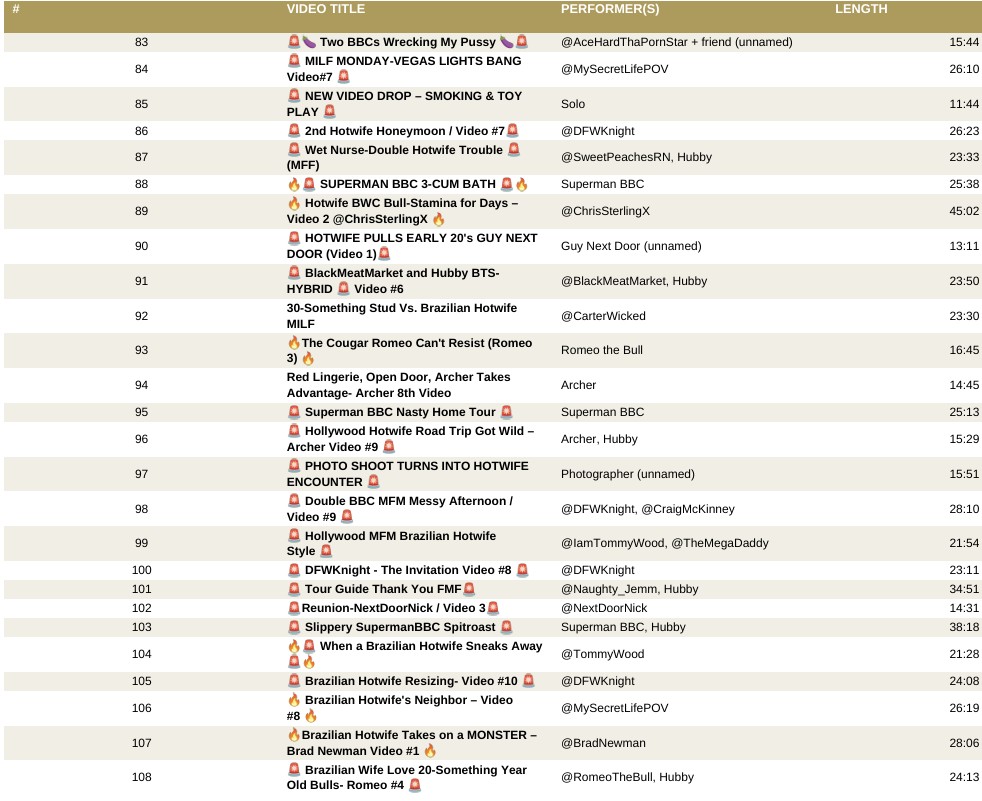 # VIDEO TITLE PERFORMER(S) LENGTH
83 🚨🍆 Two BBCs Wrecking My Pussy 🍆🚨 @AceHardThaPornStar + friend (unnamed) 15:44
84 🚨 MILF MONDAY-VEGAS LIGHTS BANG
Video#7 🚨 @MySecretLifePOV 26:10
85 🚨 NEW VIDEO DROP – SMOKING & TOY
PLAY 🚨 Solo 11:44
86 🚨 2nd Hotwife Honeymoon / Video #7🚨 @DFWKnight 26:23
87 🚨 Wet Nurse-Double Hotwife Trouble 🚨
(MFF) @SweetPeachesRN, Hubby 23:33
88 🔥🚨 SUPERMAN BBC 3-CUM BATH 🚨🔥 Superman BBC 25:38
89 🔥 Hotwife BWC Bull-Stamina for Days –
Video 2 @ChrisSterlingX 🔥 @ChrisSterlingX 45:02
90 🚨 HOTWIFE PULLS EARLY 20's GUY NEXT
DOOR (Video 1)🚨 Guy Next Door (unnamed) 13:11
91 🚨 BlackMeatMarket and Hubby BTS-
HYBRID 🚨 Video #6 @BlackMeatMarket, Hubby 23:50
92 30-Something Stud Vs. Brazilian Hotwife
MILF @CarterWicked 23:30
93 🔥The Cougar Romeo Can't Resist (Romeo
3) 🔥 Romeo the Bull 16:45
94 Red Lingerie, Open Door, Archer Takes
Advantage- Archer 8th Video Archer 14:45
95 🚨 Superman BBC Nasty Home Tour 🚨 Superman BBC 25:13
96 🚨 Hollywood Hotwife Road Trip Got Wild –
Archer Video #9 🚨 Archer, Hubby 15:29
97 🚨 PHOTO SHOOT TURNS INTO HOTWIFE
ENCOUNTER 🚨 Photographer (unnamed) 15:51
98 🚨 Double BBC MFM Messy Afternoon /
Video #9 🚨 @DFWKnight, @CraigMcKinney 28:10
99 🚨 Hollywood MFM Brazilian Hotwife
Style 🚨 @IamTommyWood, @TheMegaDaddy 21:54
100 🚨 DFWKnight - The Invitation Video #8 🚨 @DFWKnight 23:11
101 🚨 Tour Guide Thank You FMF🚨 @Naughty_Jemm, Hubby 34:51
102 🚨Reunion-NextDoorNick / Video 3🚨 @NextDoorNick 14:31
103 🚨 Slippery SupermanBBC Spitroast 🚨 Superman BBC, Hubby 38:18
104 🔥🚨 When a Brazilian Hotwife Sneaks Away
🚨🔥 @TommyWood 21:28
105 🚨 Brazilian Hotwife Resizing- Video #10 🚨 @DFWKnight 24:08
106 🔥 Brazilian Hotwife's Neighbor – Video
#8 🔥 @MySecretLifePOV 26:19
107 🔥Brazilian Hotwife Takes on a MONSTER –
Brad Newman Video #1 🔥 @BradNewman 28:06
108 🚨 Brazilian Wife Love 20-Something Year
Old Bulls- Romeo #4 🚨 @RomeoTheBull, Hubby 24:13